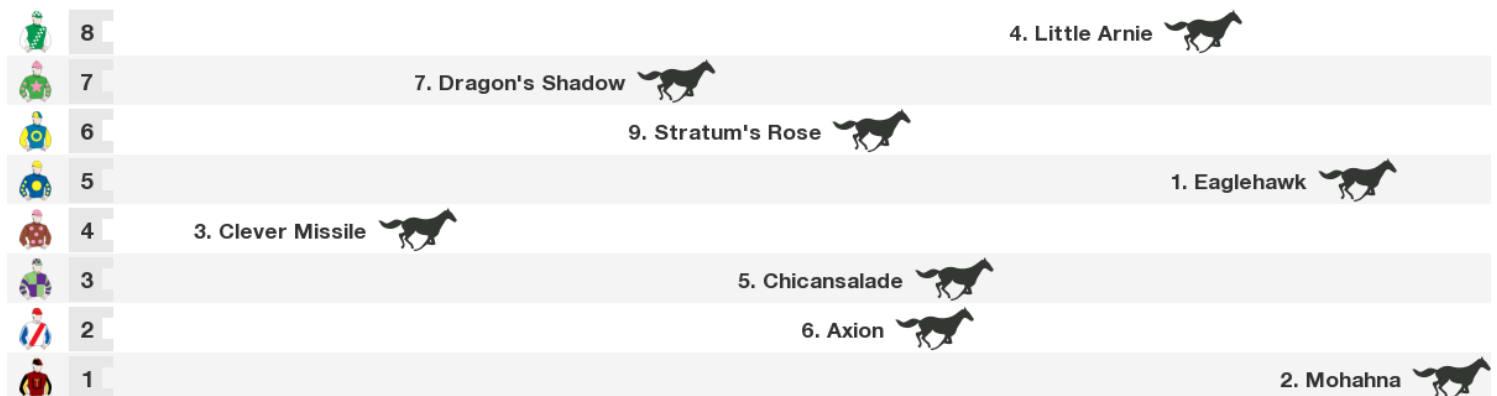 8 4. Little Arnie
7 7. Dragon's Shadow
6 9. Stratum's Rose
5 1. Eaglehawk
4 3. Clever Missile
3 5. Chicansalade
2 6. Axion
1 2. Mohahna